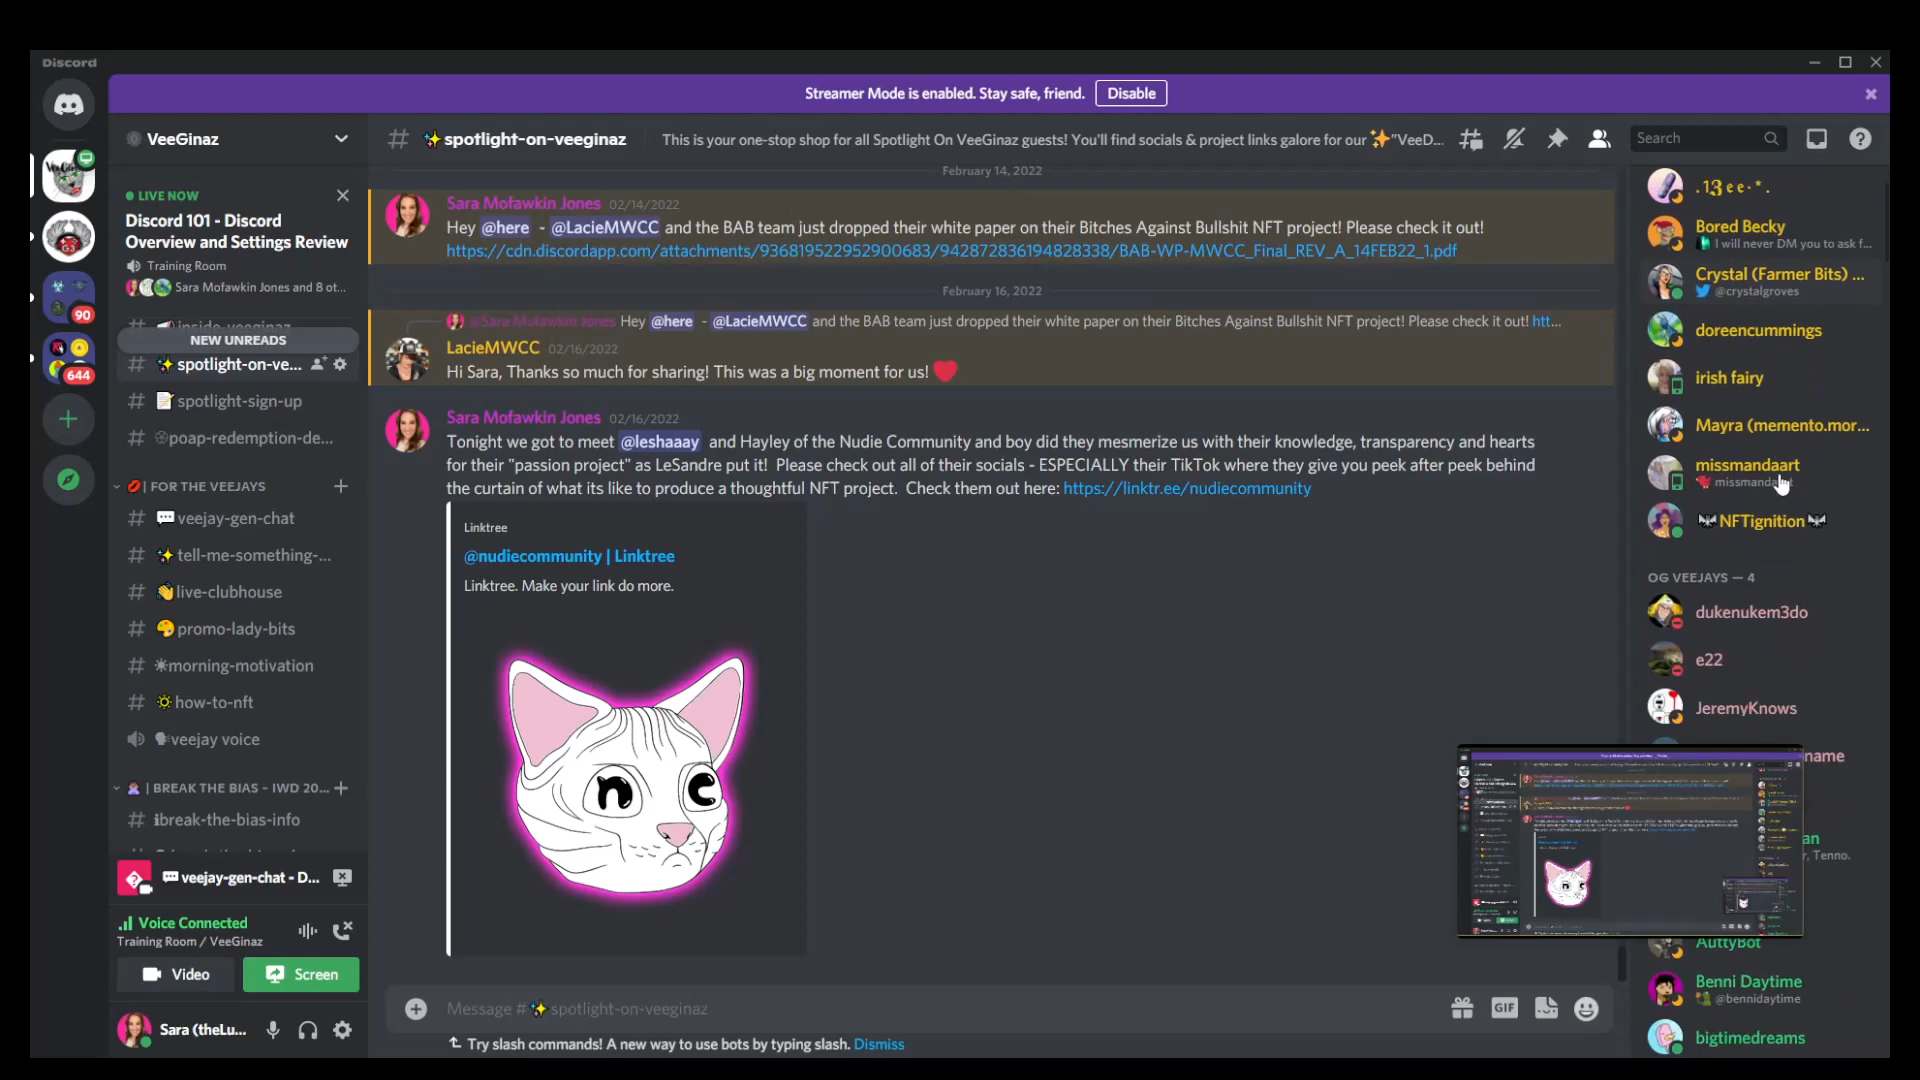 Discord
Streamer Mode is enabled. Stay safe, friend. Disable
VeeGinaz
LIVE NOW
Discord 101 - Discord
Overview and Settings Review
Training Room
Sara Mofawkin Jones and 8 ot...
inside-veeginaz
NEW UNREADS
# ✨spotlight-on-ve...
# 📝spotlight-sign-up
# poap-redemption-de...
💋| FOR THE VEEJAYS
# 💬veejay-gen-chat
# ✨tell-me-something-...
# 👋live-clubhouse
# 🎨promo-lady-bits
# ☀morning-motivation
# 🔅how-to-nft
🗣veejay voice
| BREAK THE BIAS - IWD 20...
# ℹbreak-the-bias-info
💬 veejay-gen-chat - D...
Voice Connected
Training Room / VeeGinaz
Video
Screen
Sara (theLu...
90
644
# ✨spotlight-on-veeginaz
This is your one-stop shop for all Spotlight On VeeGinaz guests! You'll find socials & project links galore for our ✨"VeeD...
Search
February 14, 2022
Sara Mofawkin Jones 02/14/2022
Hey @here - @LacieMWCC and the BAB team just dropped their white paper on their Bitches Against Bullshit NFT project! Please check it out!
https://cdn.discordapp.com/attachments/936819522952900683/942872836194828338/BAB-WP-MWCC_Final_REV_A_14FEB22_1.pdf
February 16, 2022
@Sara Mofawkin Jones Hey @here - @LacieMWCC and the BAB team just dropped their white paper on their Bitches Against Bullshit NFT project! Please check it out! htt...
LacieMWCC 02/16/2022
Hi Sara, Thanks so much for sharing! This was a big moment for us! ❤
Sara Mofawkin Jones 02/16/2022
Tonight we got to meet @leshaaay and Hayley of the Nudie Community and boy did they mesmerize us with their knowledge, transparency and hearts
for their "passion project" as LeSandre put it! Please check out all of their socials - ESPECIALLY their TikTok where they give you peek after peek behind
the curtain of what its like to produce a thoughtful NFT project. Check them out here: https://linktr.ee/nudiecommunity
Linktree
@nudiecommunity | Linktree
Linktree. Make your link do more.
n c
Message #✨spotlight-on-veeginaz
GIF
Try slash commands! A new way to use bots by typing slash. Dismiss
Bored Becky
I will never DM you to ask f...
Crystal (Farmer Bits) ...
@crystalgroves
doreencummings
irish fairy
Mayra (memento.mor...
missmandaart
NFTignition
OG VEEJAYS — 4
dukenukem3do
e22
JeremyKnows
name
an
r, Tenno.
AuttyBot
Benni Daytime
@bennidaytime
bigtimedreams